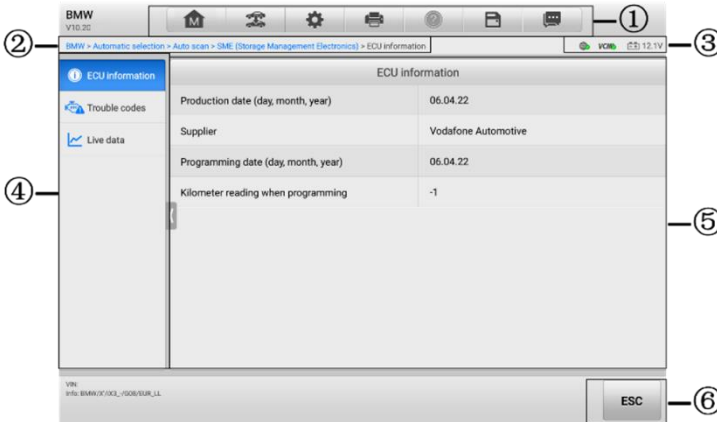 BMW
V10.20
M
①
②
BMW > Automatic selection > Auto scan > SME (Storage Management Electronics) > ECU information
VCMI 12.1V
③
ECU information
ECU information
Production date (day, month, year) 06.04.22
Trouble codes
Supplier Vodafone Automotive
Live data
Programming date (day, month, year) 06.04.22
Kilometer reading when programming -1
④
⑤
VIN:
ESC
⑥